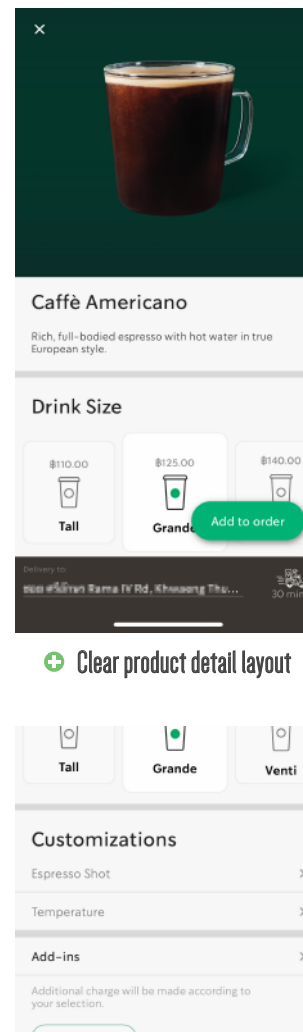 Caffè Americano
Rich, full-bodied espresso with hot water in true
European style.
Drink Size
฿110.00
฿125.00
฿140.00
Tall
Grande
Add to order
Delivery to:
Rama IV Rd, Khwaeng Thu...
30 min
Clear product detail layout
Tall
Grande
Venti
Customizations
Espresso Shot
Temperature
Add-ins
Additional charge will be made according to
your selection.